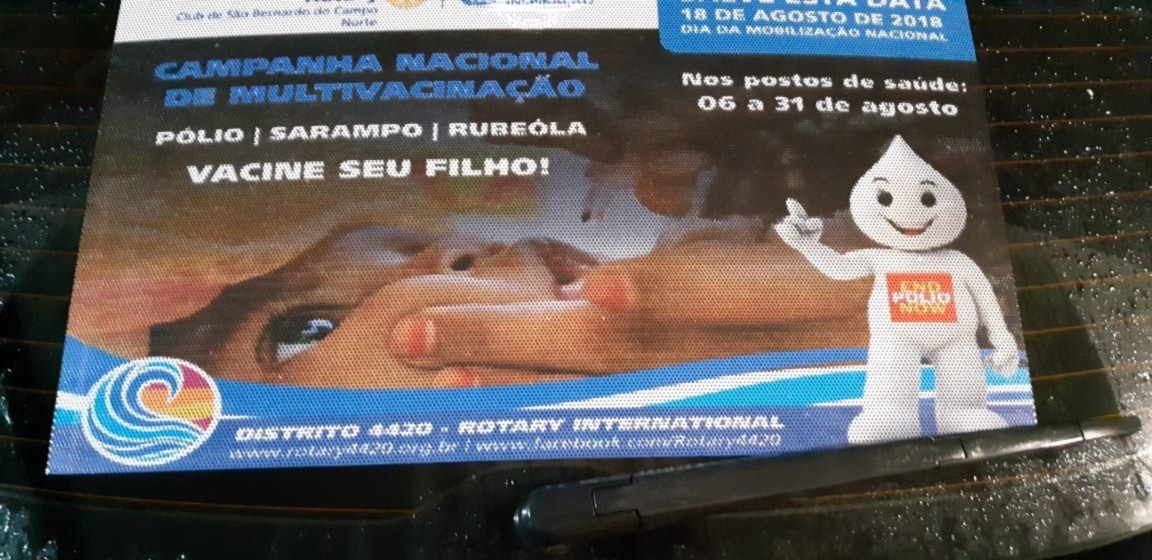 Club de São Bernardo do Campo
Norte
ESTA DATA
18 DE AGOSTO DE 2018
DIA DA MOBILIZAÇÃO NACIONAL
CAMPANHA NACIONAL
DE MULTIVACINAÇÃO
PÓLIO | SARAMPO | RUBEÓLA
VACINE SEU FILHO!
Nos postos de saúde:
06 a 31 de agosto
END
POLIO
NOW
DISTRITO 4420 - ROTARY INTERNATIONAL
www.rotary4420.org.br | www.facebook.com/Rotary4420